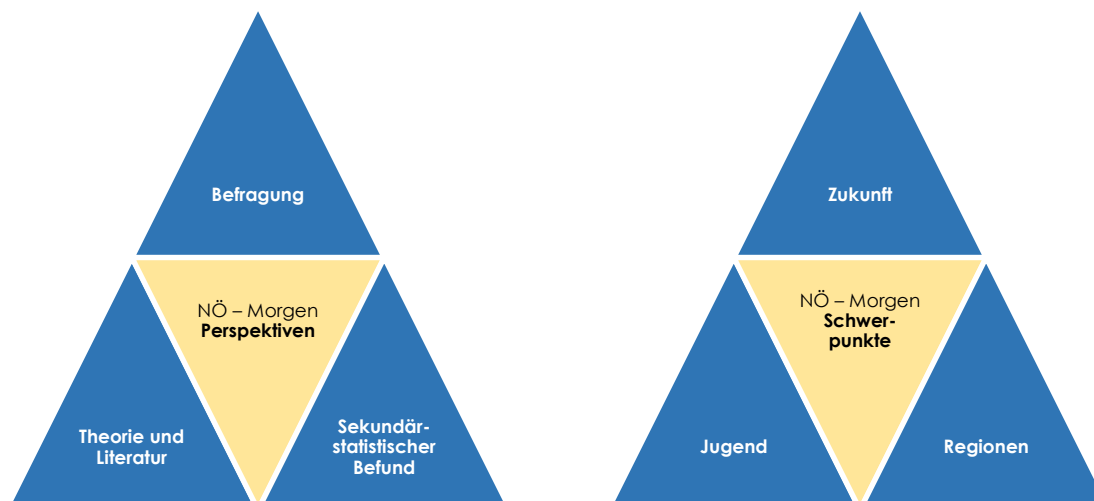 Befragung
NÖ – Morgen
Perspektiven
Theorie und
Literatur
Sekundär-
statistischer
Befund
Zukunft
NÖ – Morgen
Schwer-
punkte
Jugend
Regionen